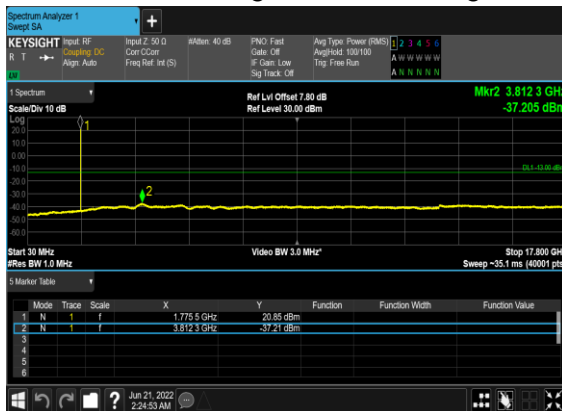 Spectrum Analyzer 1
Swept SA
+
KEYSIGHT Input: RF Input Z: 50 Ω #Atten: 40 dB PNO: Fast Avg Type: Power (RMS) 1 2 3 4 5 6
R T Coupling: DC Corr CCorr Gate: Off Avg|Hold: 100/100 A W W W W W
Align: Auto Freq Ref: Int (S) IF Gain: Low Trig: Free Run A N N N N N
Sig Track: Off
1 Spectrum Ref Lvl Offset 7.80 dB Mkr2 3.812 3 GHz
Scale/Div 10 dB Ref Level 30.00 dBm -37.205 dBm
Log
20.0 1
10.0
0.00
-10.0 DL1 -13.00 dBm
-20.0
-30.0 2
-40.0
-50.0
-60.0
Start 30 MHz Video BW 3.0 MHz* Stop 17.800 GHz
#Res BW 1.0 MHz Sweep ~35.1 ms (40001 pts)
5 Marker Table
Mode Trace Scale X Y Function Function Width Function Value
1 N 1 f 1.775 5 GHz 20.85 dBm
2 N 1 f 3.812 3 GHz -37.21 dBm
3
4
5
6
? Jun 21, 2022
2:24:53 AM